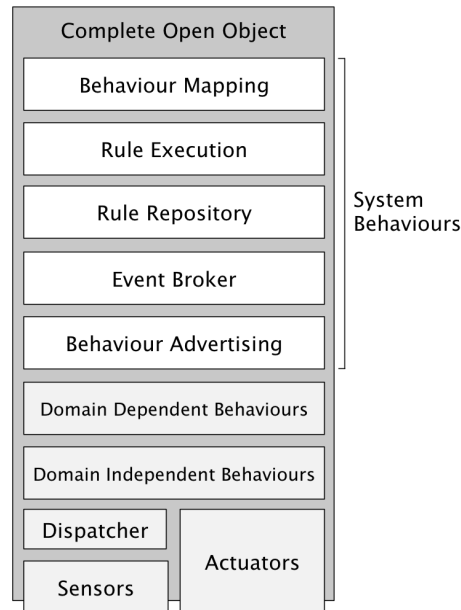 Complete Open Object
Behaviour Mapping
Rule Execution
Rule Repository
Event Broker
Behaviour Advertising
System
Behaviours
Domain Dependent Behaviours
Domain Independent Behaviours
Dispatcher
Actuators
Sensors